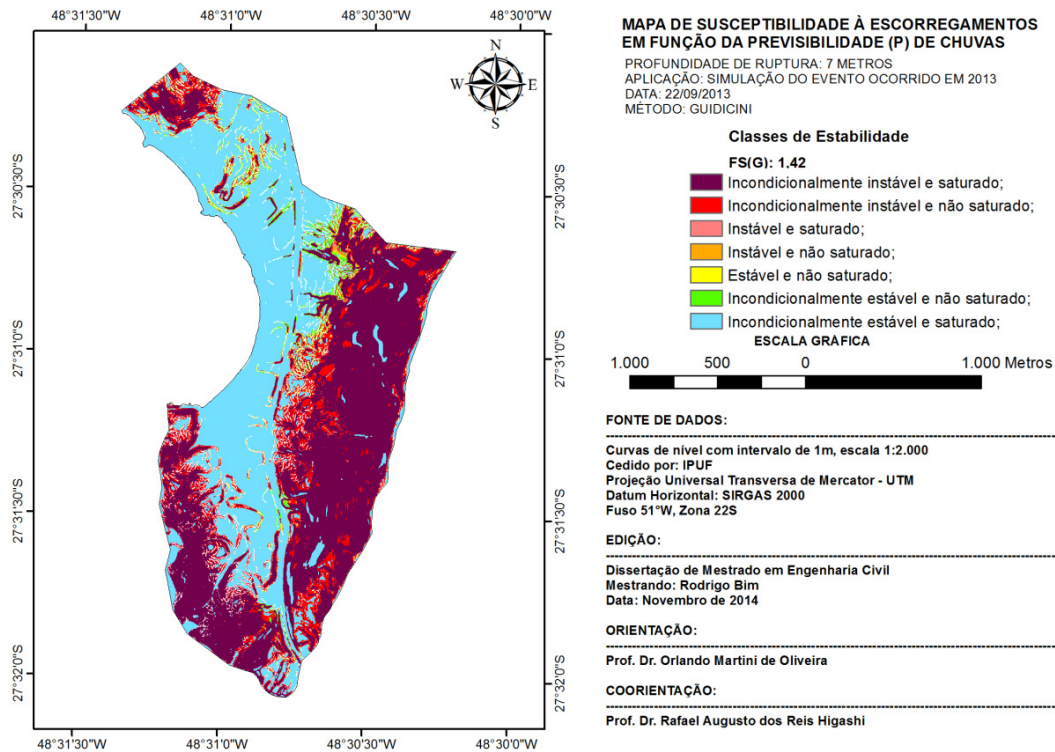 48°31'30"W 48°31'0"W 48°30'30"W 48°30'0"W
27°30'30"S
27°31'0"S
27°31'30"S
27°32'0"S
N
W E
S
27°30'30"S
27°31'0"S
27°31'30"S
27°32'0"S
48°31'30"W 48°31'0"W 48°30'30"W 48°30'0"W
MAPA DE SUSCEPTIBILIDADE À ESCORREGAMENTOS
EM FUNÇÃO DA PREVISIBILIDADE (P) DE CHUVAS
PROFUNDIDADE DE RUPTURA: 7 METROS
APLICAÇÃO: SIMULAÇÃO DO EVENTO OCORRIDO EM 2013
DATA: 22/09/2013
MÉTODO: GUIDICINI
Classes de Estabilidade
FS(G): 1.42
Incondicionalmente instável e saturado;
Incondicionalmente instável e não saturado;
Instável e saturado;
Instável e não saturado;
Estável e não saturado;
Incondicionalmente estável e não saturado;
Incondicionalmente estável e saturado;
ESCALA GRÁFICA
1.000 500 0 1.000 Metros
FONTE DE DADOS:
Curvas de nível com intervalo de 1m, escala 1:2.000
Cedido por: IPUF
Projeção Universal Transversa de Mercator - UTM
Datum Horizontal: SIRGAS 2000
Fuso 51°W, Zona 22S
EDIÇÃO:
Dissertação de Mestrado em Engenharia Civil
Mestrando: Rodrigo Bim
Data: Novembro de 2014
ORIENTAÇÃO:
Prof. Dr. Orlando Martini de Oliveira
COORIENTAÇÃO:
Prof. Dr. Rafael Augusto dos Reis Higashi